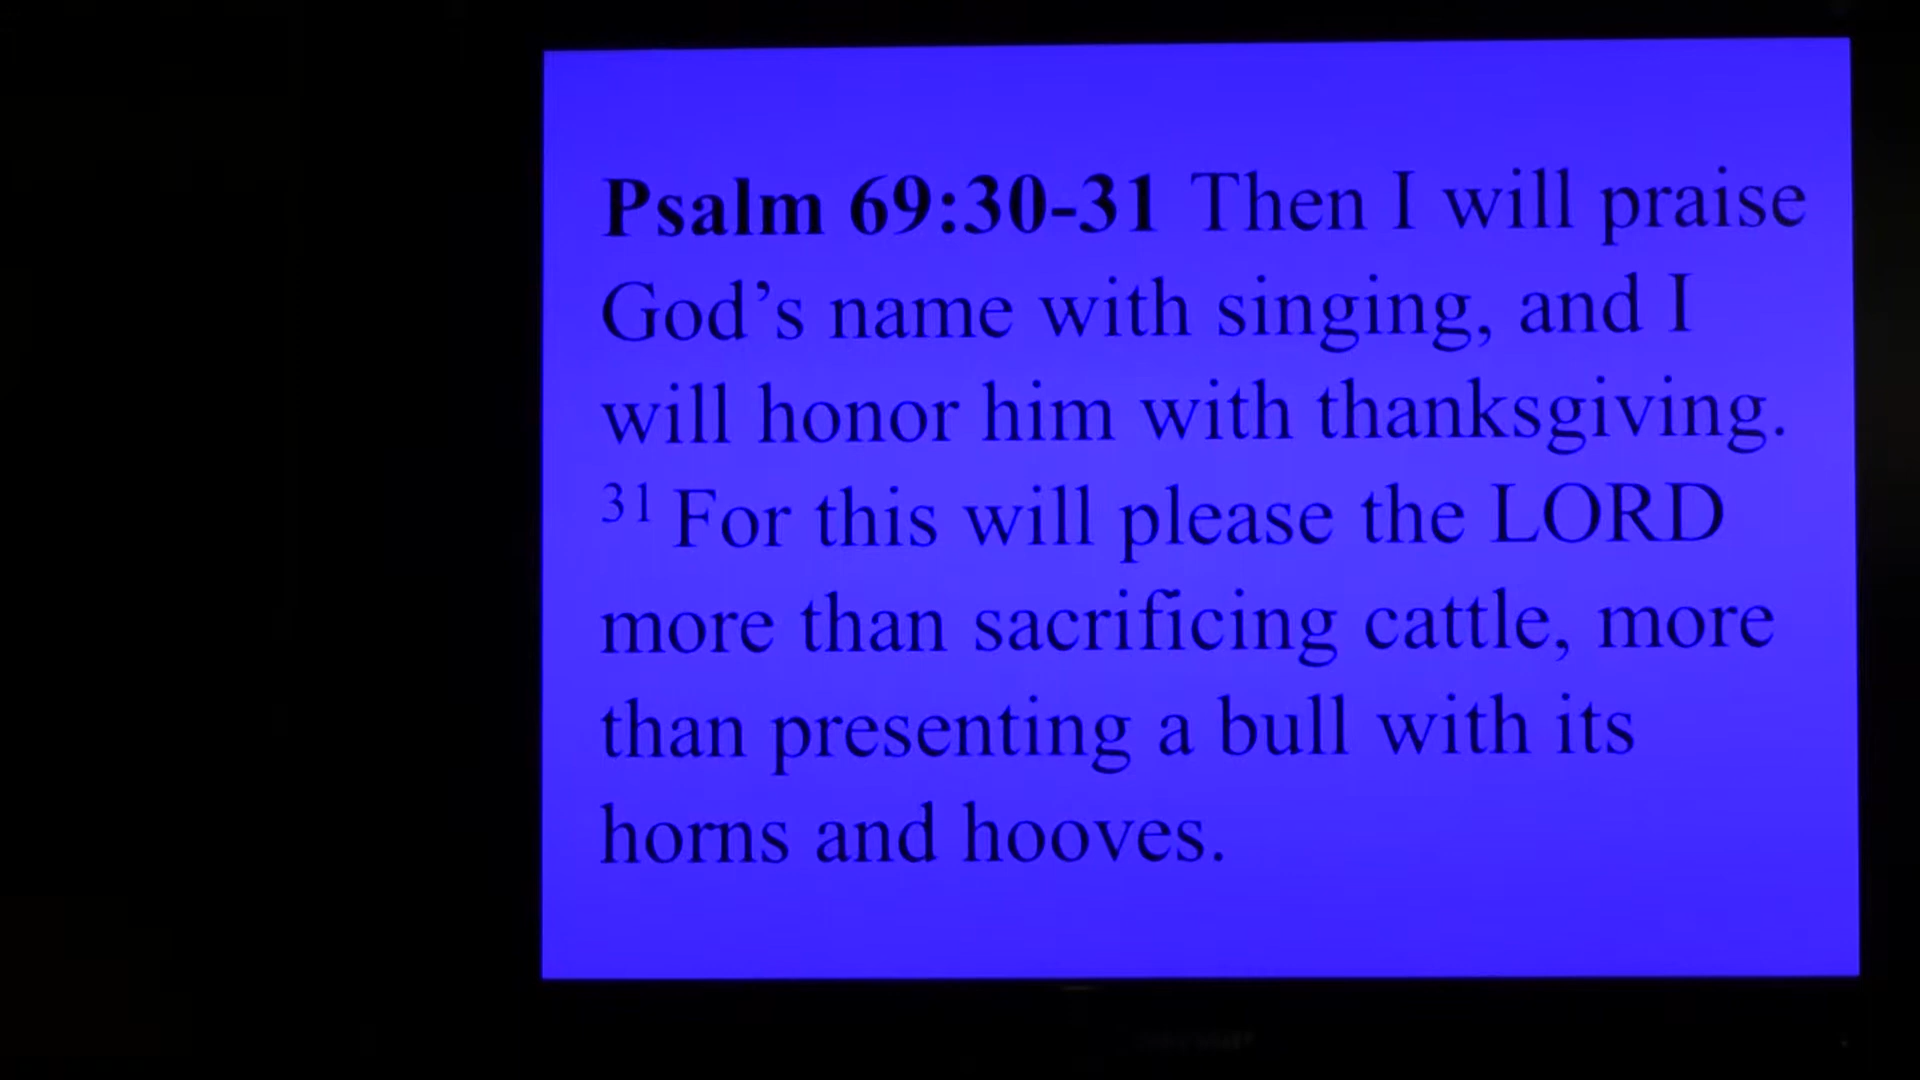 Psalm 69:30-31 Then I will praise
God’s name with singing, and I
will honor him with thanksgiving.
31 For this will please the LORD
more than sacrificing cattle, more
than presenting a bull with its
horns and hooves.